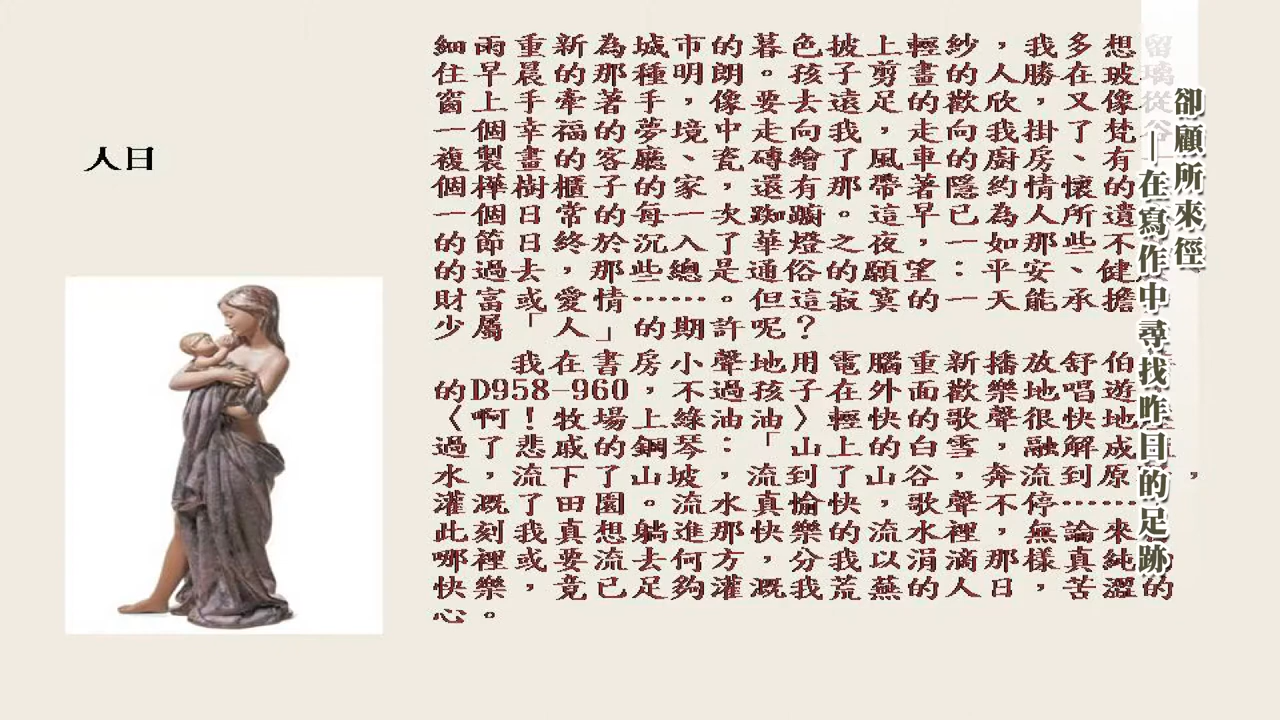 人日
細雨重新為城市的暮色披上輕紗，我多想留
住早晨的那種明朗。孩子剪畫的人勝在玻璃
窗上手牽著手，像要去遠足的歡欣，又像從
一個幸福的夢境中走向我，走向我掛了梵谷
複製畫的客廳、瓷磚繪了風車的廚房、有
個樺樹櫃子的家，還有那帶著隱約情懷的
一個日常的每一次踟躕。這早已為人所遺
的節日終於沉入了華燈之夜，一如那些不
的過去，那些總是通俗的願望：平安、健
財富或愛情……。但這寂寞的一天能承擔
少屬「人」的期許呢？
我在書房小聲地用電腦重新播放舒伯
的D958-960，不過孩子在外面歡樂地唱遊
〈啊！牧場上綠油油〉輕快的歌聲很快地
過了悲戚的鋼琴：「山上的白雪，融解成
水，流下了山坡，流到了山谷，奔流到原，
灌溉了田園。流水真愉快，歌聲不停……
此刻我真想躺進那快樂的流水裡，無論來
哪裡或要流去何方，分我以涓滴那樣真純的
快樂，竟已足夠灌溉我荒蕪的人日，苦澀的
心。
卻顧所來徑
—在寫作中尋找昨日的足跡